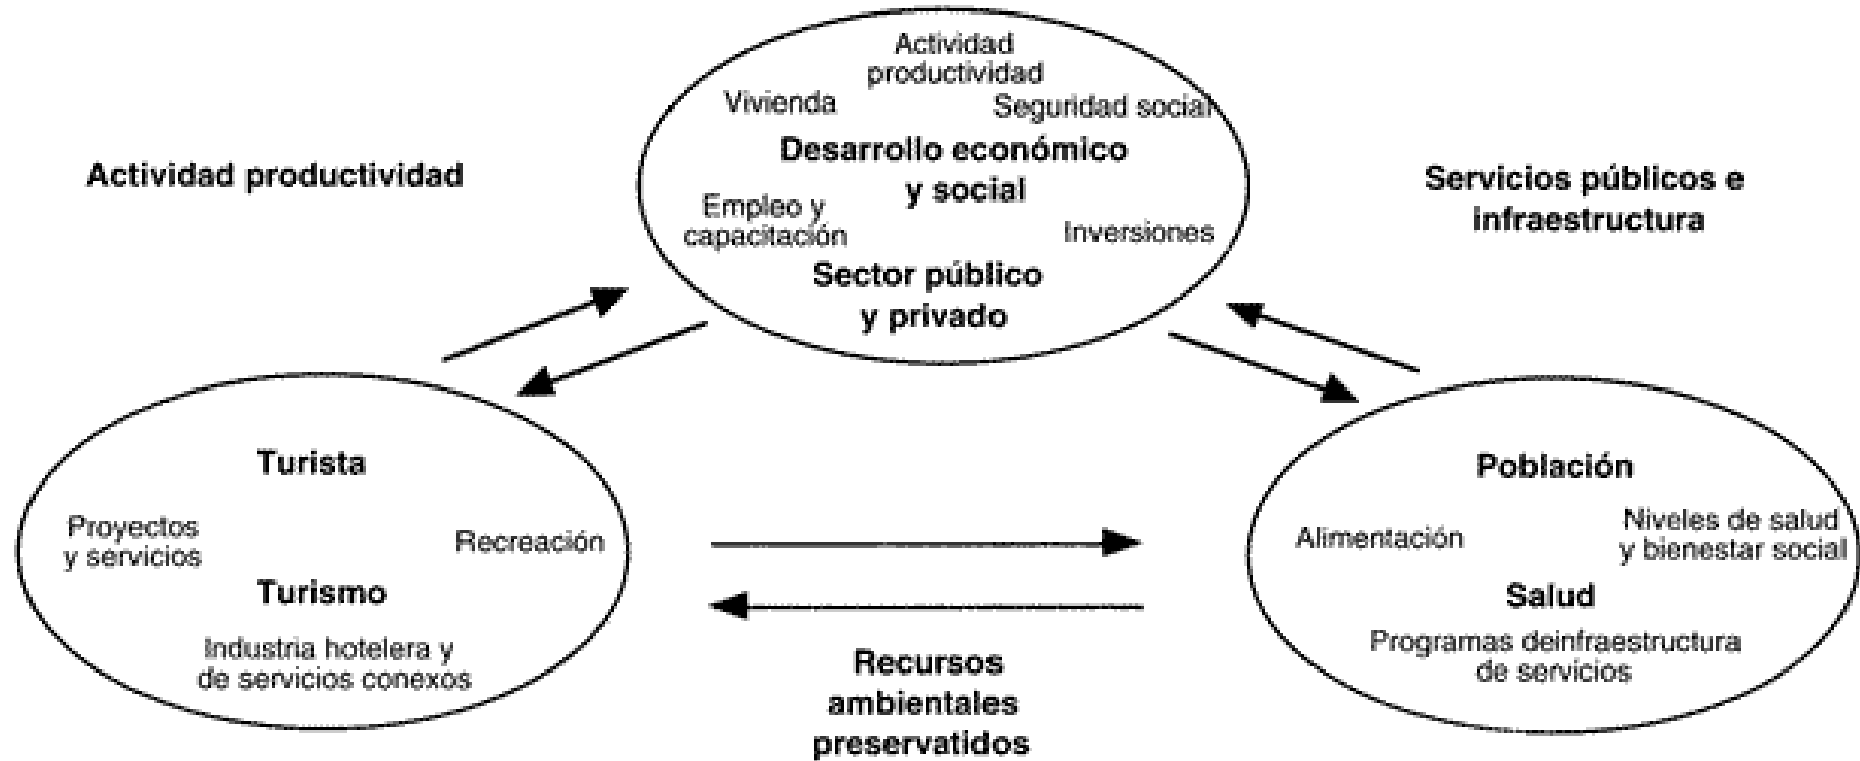 Actividad
productividad
Vivienda
Seguridad social
Desarrollo económico
y social
Empleo y
capacitación
Inversiones
Sector público
y privado
Actividad productividad
Servicios públicos e
infraestructura
Turista
Proyectos
y servicios
Recreación
Turismo
Industria hotelera y
de servicios conexos
Población
Alimentación
Niveles de salud
y bienestar social
Salud
Programas deinfraestructura
de servicios
Recursos
ambientales
preservatidos